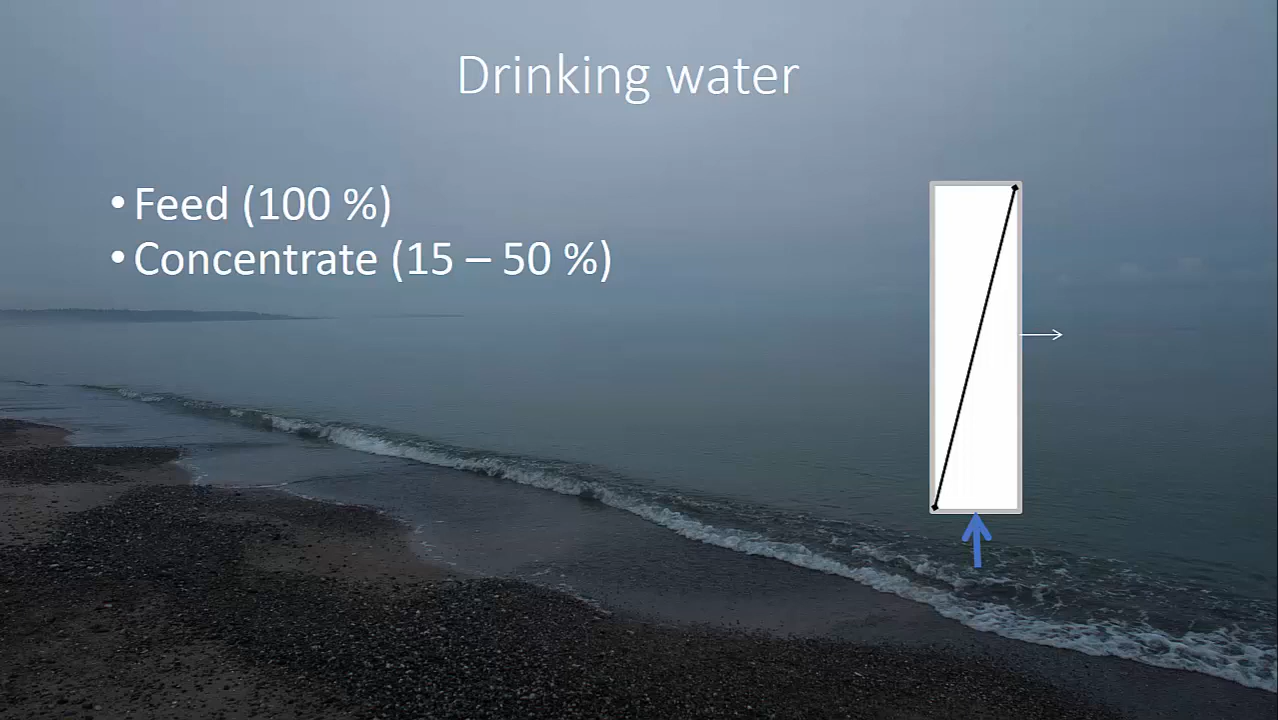 Drinking water
• Feed (100 %)
• Concentrate (15 – 50 %)